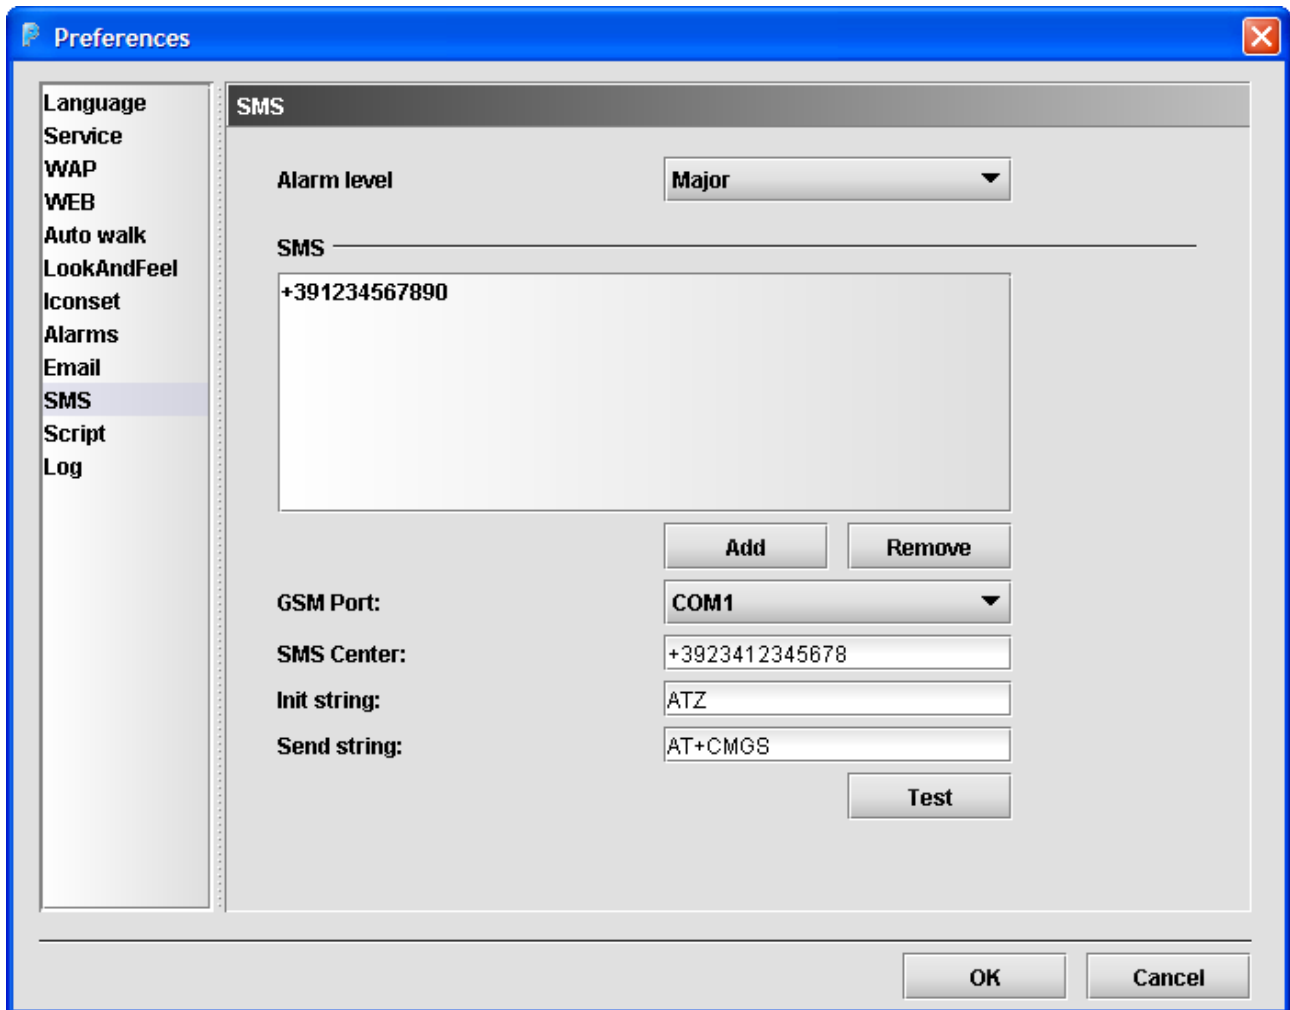 Preferences
Language
Service
WAP
WEB
Auto walk
LookAndFeel
Iconset
Alarms
Email
SMS
Script
Log
SMS
Alarm level
Major
SMS
+391234567890
Add
Remove
GSM Port:
COM1
SMS Center:
+3923412345678
Init string:
ATZ
Send string:
AT+CMGS
Test
OK
Cancel